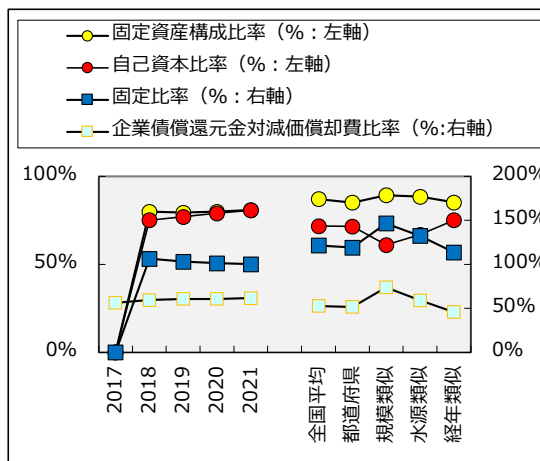 固定資産構成比率（%：左軸）
自己資本比率（%：左軸）
固定比率（%：右軸）
企業債償還元金対減価償却費比率（%:右軸）
100%
50%
0%
200%
150%
100%
50%
0%
2017
2018
2019
2020
2021
全国平均
都道府県
規模類似
水源類似
経年類似